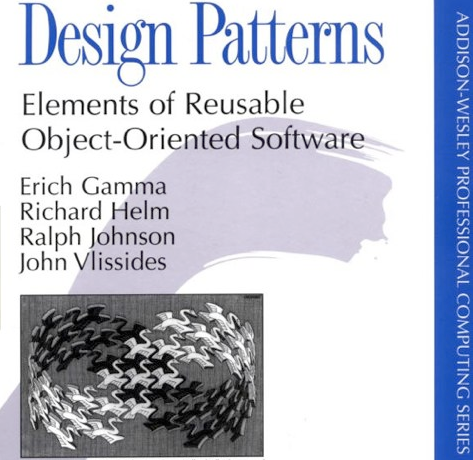 Design Patterns
Elements of Reusable
Object-Oriented Software
Erich Gamma
Richard Helm
Ralph Johnson
John Vlissides
ADDISON-WESLEY PROFESSIONAL COMPUTING SERIES